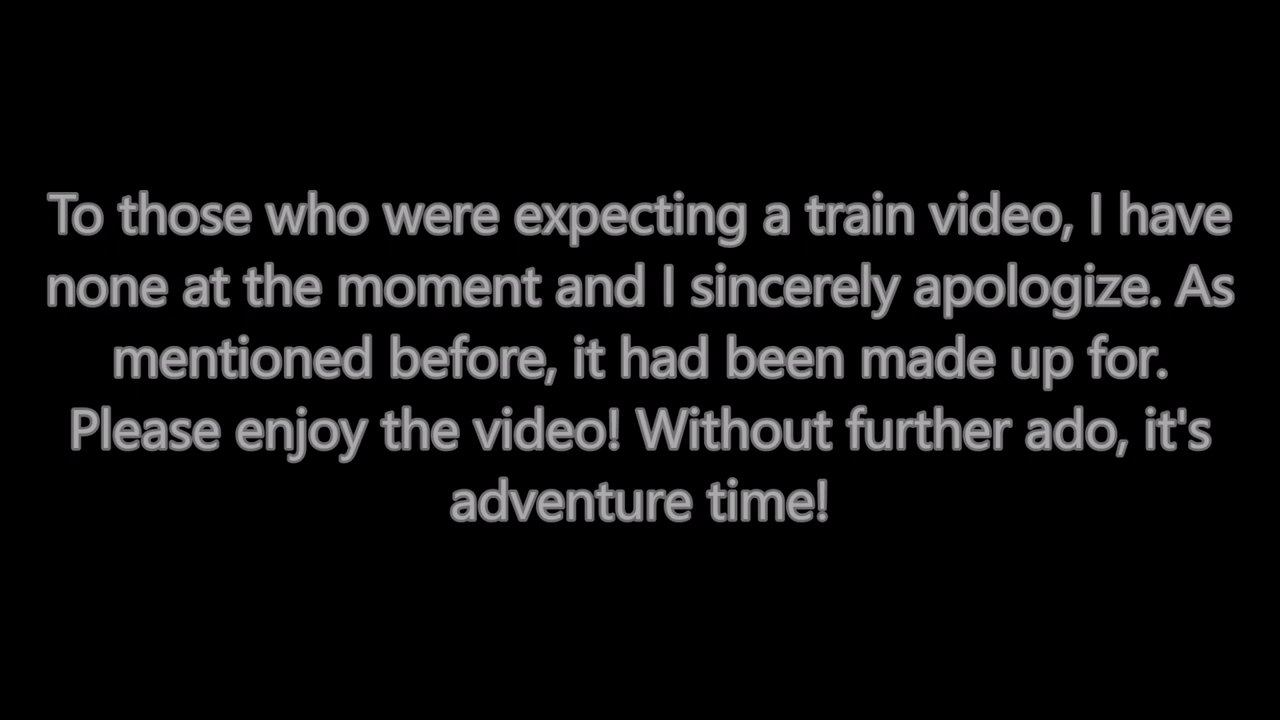 To those who were expecting a train video, I have
none at the moment and I sincerely apologize. As
mentioned before, it had been made up for.
Please enjoy the video! Without further ado, it's
adventure time!